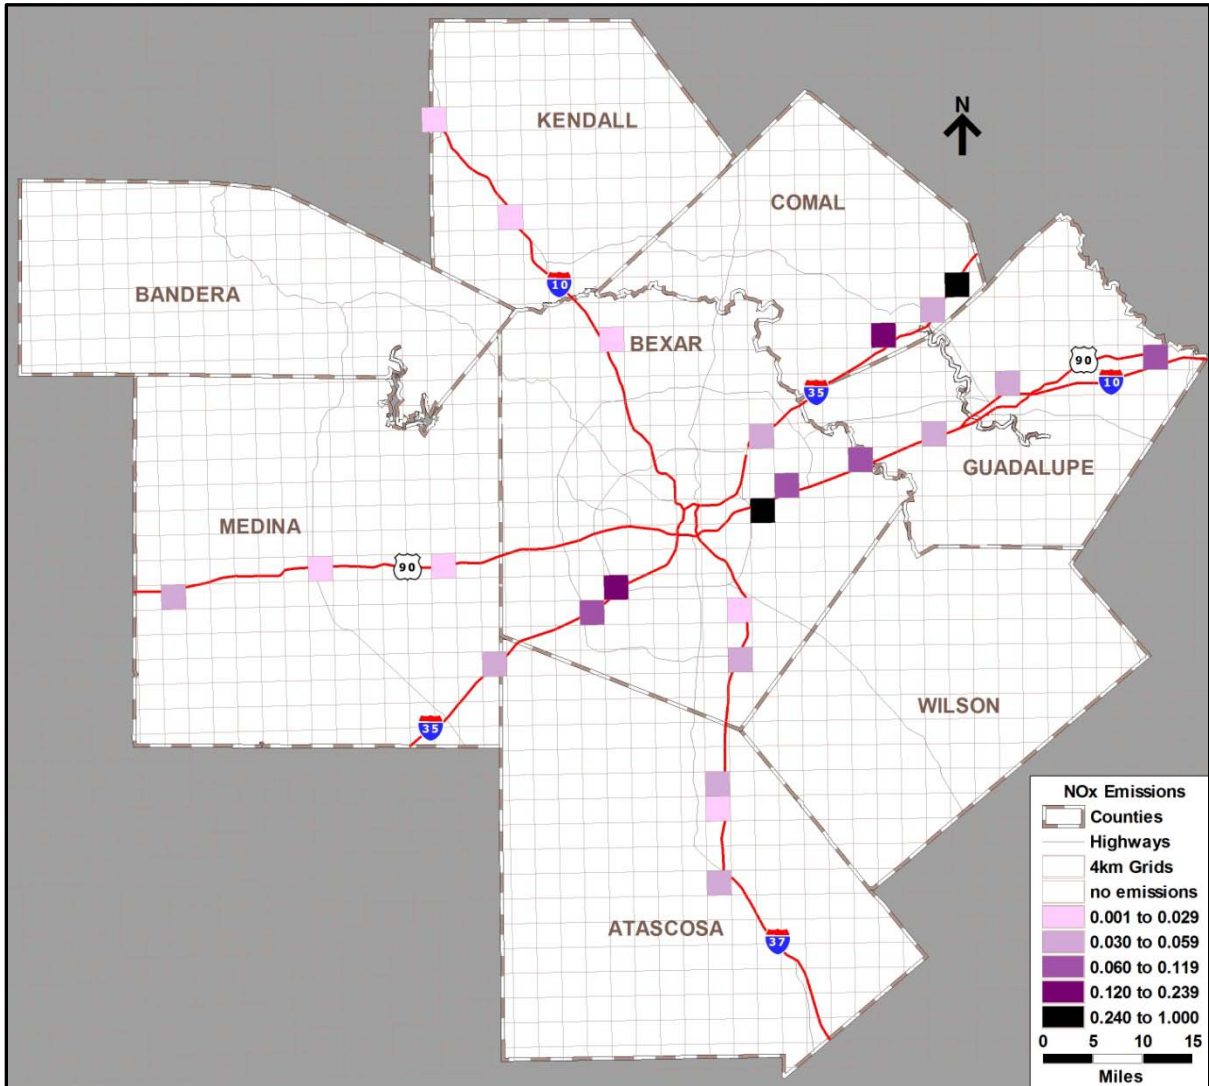 KENDALL
N
COMAL
BANDERA
10
BEXAR
90
10
35
GUADALUPE
MEDINA
90
WILSON
35
ATASCOSA
37
NOx Emissions
Counties
Highways
4km Grids
no emissions
0.001 to 0.029
0.030 to 0.059
0.060 to 0.119
0.120 to 0.239
0.240 to 1.000
0 5 10 15
Miles